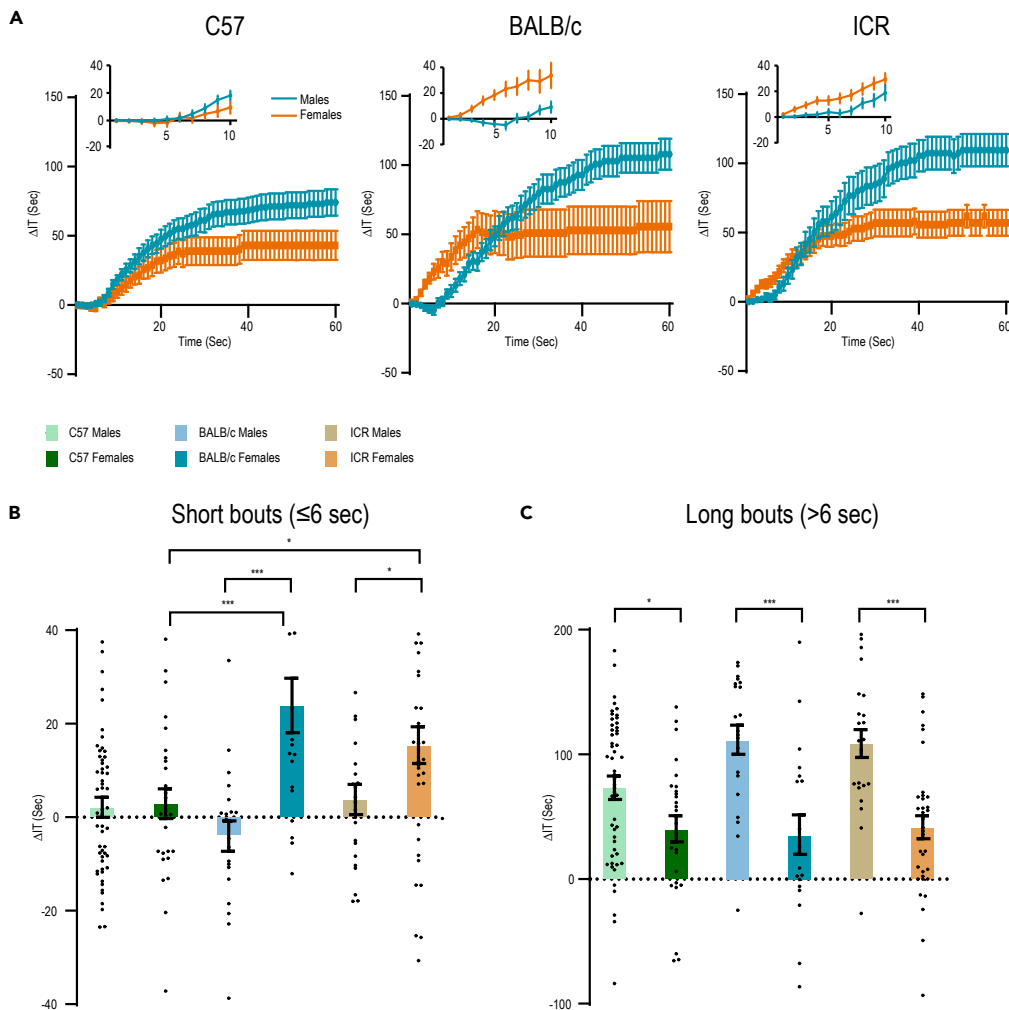 A
C57
BALB/c
ICR
40
20
0
-20
5
10
Males
Females
40
20
0
-20
5
10
40
20
0
-20
5
10
150
100
50
0
-50
ΔIT (Sec)
20
40
60
Time (Sec)
150
100
50
0
-50
ΔIT (Sec)
20
40
60
Time (Sec)
150
100
50
0
-50
ΔIT (Sec)
20
40
60
Time (Sec)
C57 Males
BALB/c Males
ICR Males
C57 Females
BALB/c Females
ICR Females
B
Short bouts (≤6 sec)
*
***
*
***
40
20
0
-20
-40
ΔIT (Sec)
C
Long bouts (>6 sec)
*
***
***
200
100
0
-100
ΔIT (Sec)